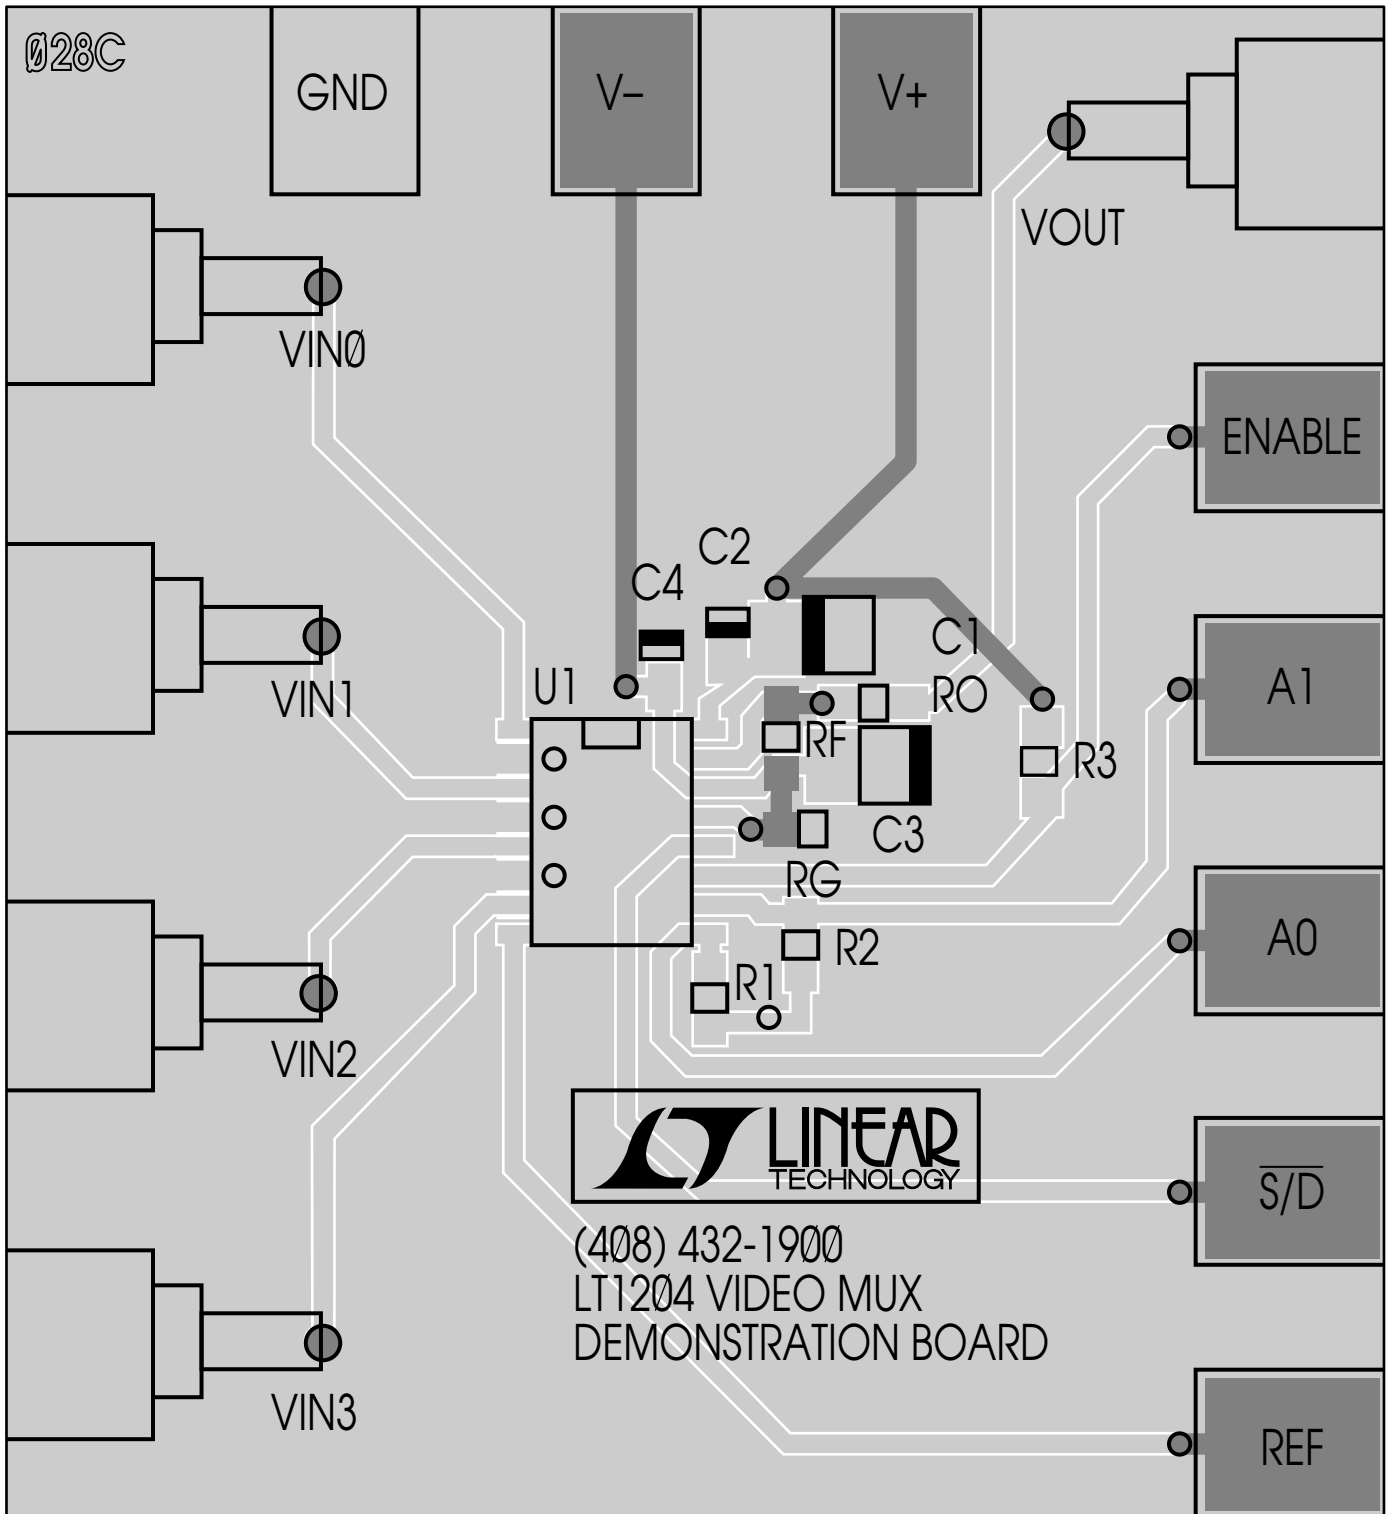 Ø28C
GND
V–
V+
VOUT
VINØ
ENABLE
C2
C4
C1
VIN1
U1
RO
A1
RF
R3
C3
RG
R2
A0
R1
VIN2
LINEAR
TECHNOLOGY
S/D
(4Ø8) 432-19ØØ
LT12Ø4 VIDEO MUX
DEMONSTRATION BOARD
VIN3
REF